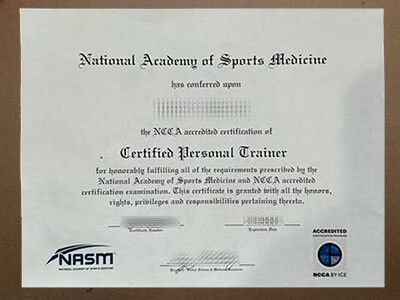 National Academy of Sports Medicine
has conferred upon
the NCCA accredited certification of
Certified Personal Trainer
for honorably fulfilling all of the requirements prescribed by the
National Academy of Sports Medicine and NCCA accredited
certification examination. This certificate is granted with all the honors,
rights, privileges and responsibilities pertaining thereto.
Certificate Number
Expiration Date
NASM
NATIONAL ACADEMY OF SPORTS MEDICINE
ACCREDITED
CERTIFICATION PROGRAM
NCCA BY ICE